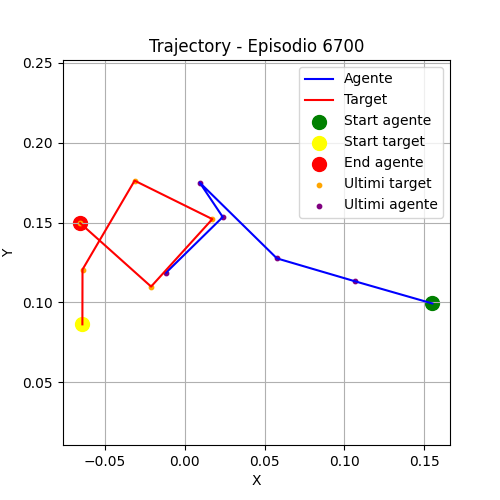 Trajectory - Episodio 6700
0.25
0.20
0.15
0.10
0.05
Y
−0.05
0.00
0.05
0.10
0.15
X
Agente
Target
Start agente
Start target
End agente
Ultimi target
Ultimi agente